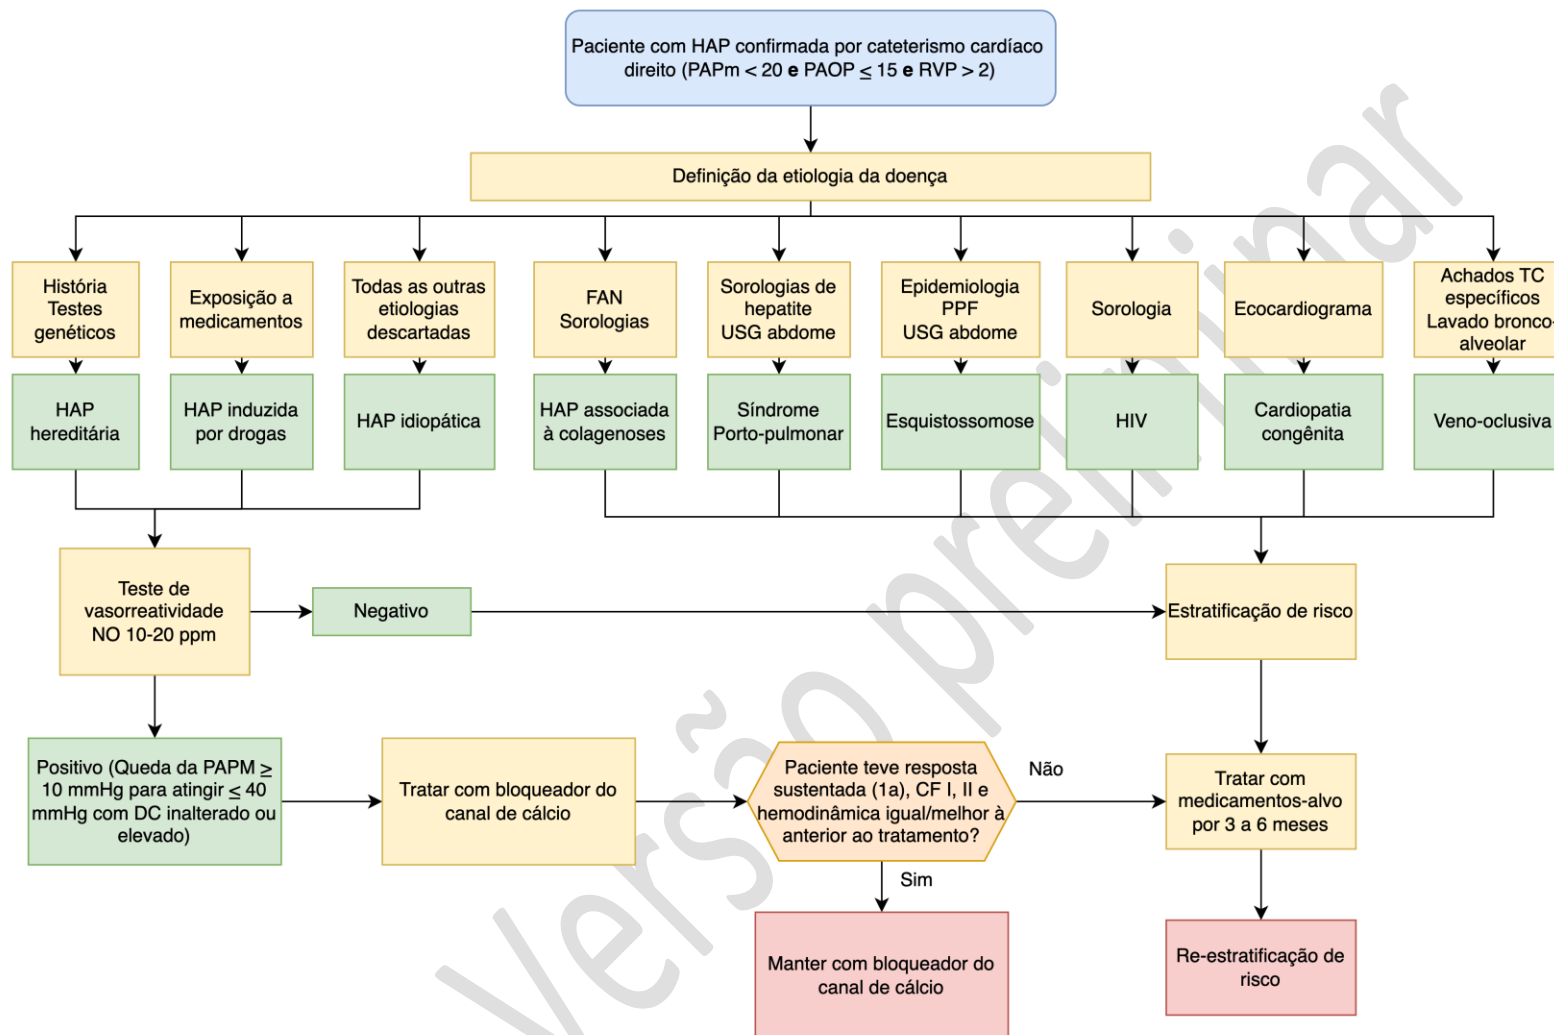 Paciente com HAP confirmada por cateterismo cardíaco
direito (PAPm < 20 e PAOP ≤ 15 e RVP > 2)
Definição da etiologia da doença
História
Testes
genéticos
Exposição a
medicamentos
Todas as outras
etiologias
descartadas
FAN
Sorologias
Sorologias de
hepatite
USG abdome
Epidemiologia
PPF
USG abdome
Sorologia
Ecocardiograma
Achados TC
específicos
Lavado bronco-
alveolar
HAP
hereditária
HAP induzida
por drogas
HAP idiopática
HAP associada
à colagenoses
Síndrome
Porto-pulmonar
Esquistossomose
HIV
Cardiopatia
congênita
Veno-oclusiva
Teste de
vasorreatividade
NO 10-20 ppm
Negativo
Estratificação de risco
Positivo (Queda da PAPM ≥
10 mmHg para atingir ≤ 40
mmHg com DC inalterado ou
elevado)
Tratar com bloqueador do
canal de cálcio
Paciente teve resposta
sustentada (1a), CF I, II e
hemodinâmica igual/melhor à
anterior ao tratamento?
Não
Tratar com
medicamentos-alvo
por 3 a 6 meses
Sim
Manter com bloqueador do
canal de cálcio
Re-estratificação de
risco
Versão preliminar